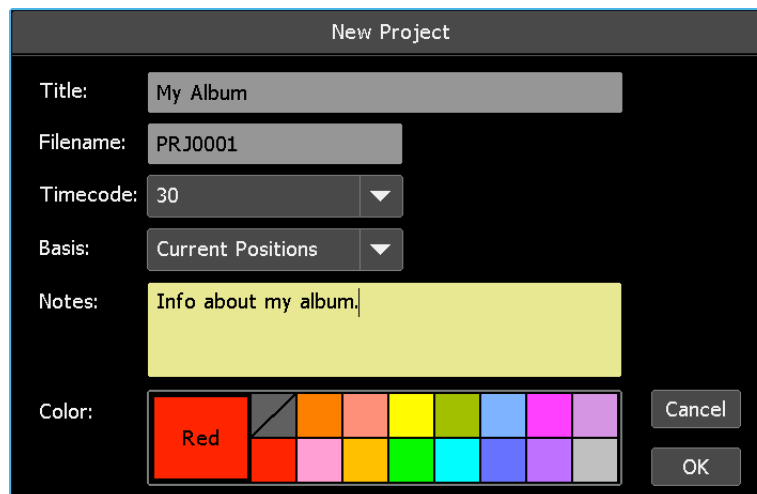 New Project
Title: My Album
Filename: PRJ0001
Timecode: 30
Basis: Current Positions
Notes: Info about my album.
Color: Red
Cancel
OK